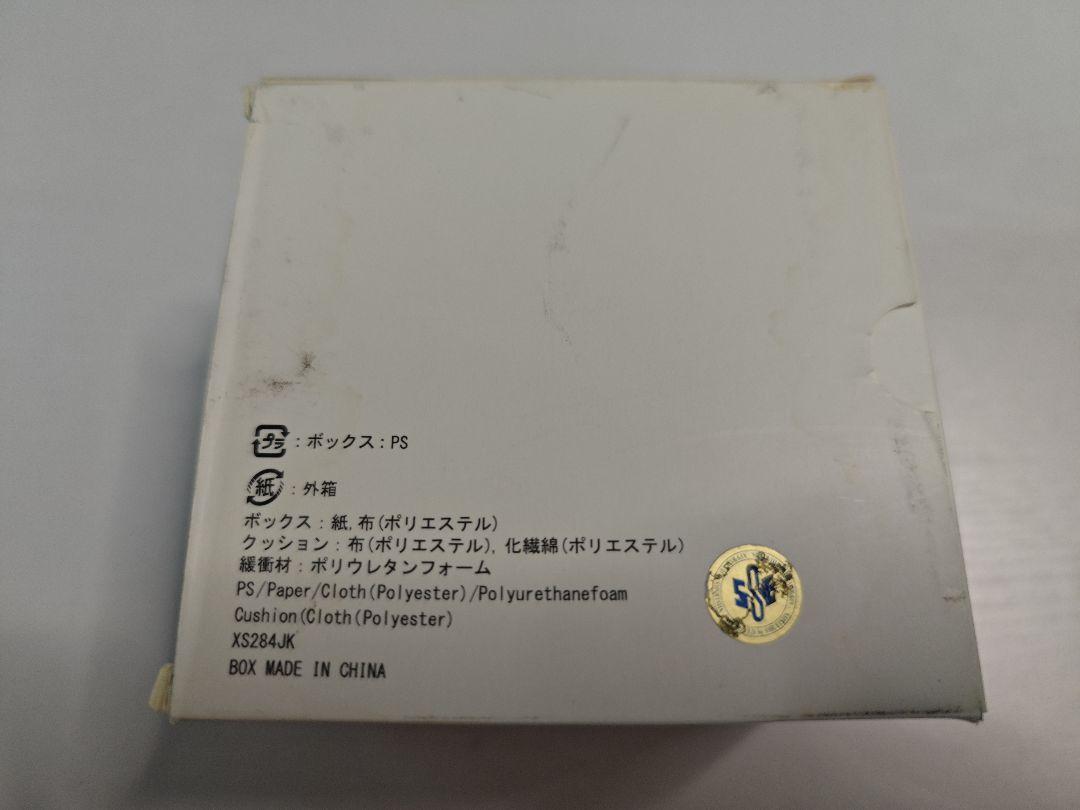 プラ : ボックス : PS
紙 : 外箱
ボックス : 紙, 布(ポリエステル)
クッション : 布(ポリエステル), 化繊綿(ポリエステル)
緩衝材 : ポリウレタンフォーム
PS/Paper/Cloth(Polyester)/Polyurethanefoam
Cushion(Cloth(Polyester)
XS284JK
BOX MADE IN CHINA